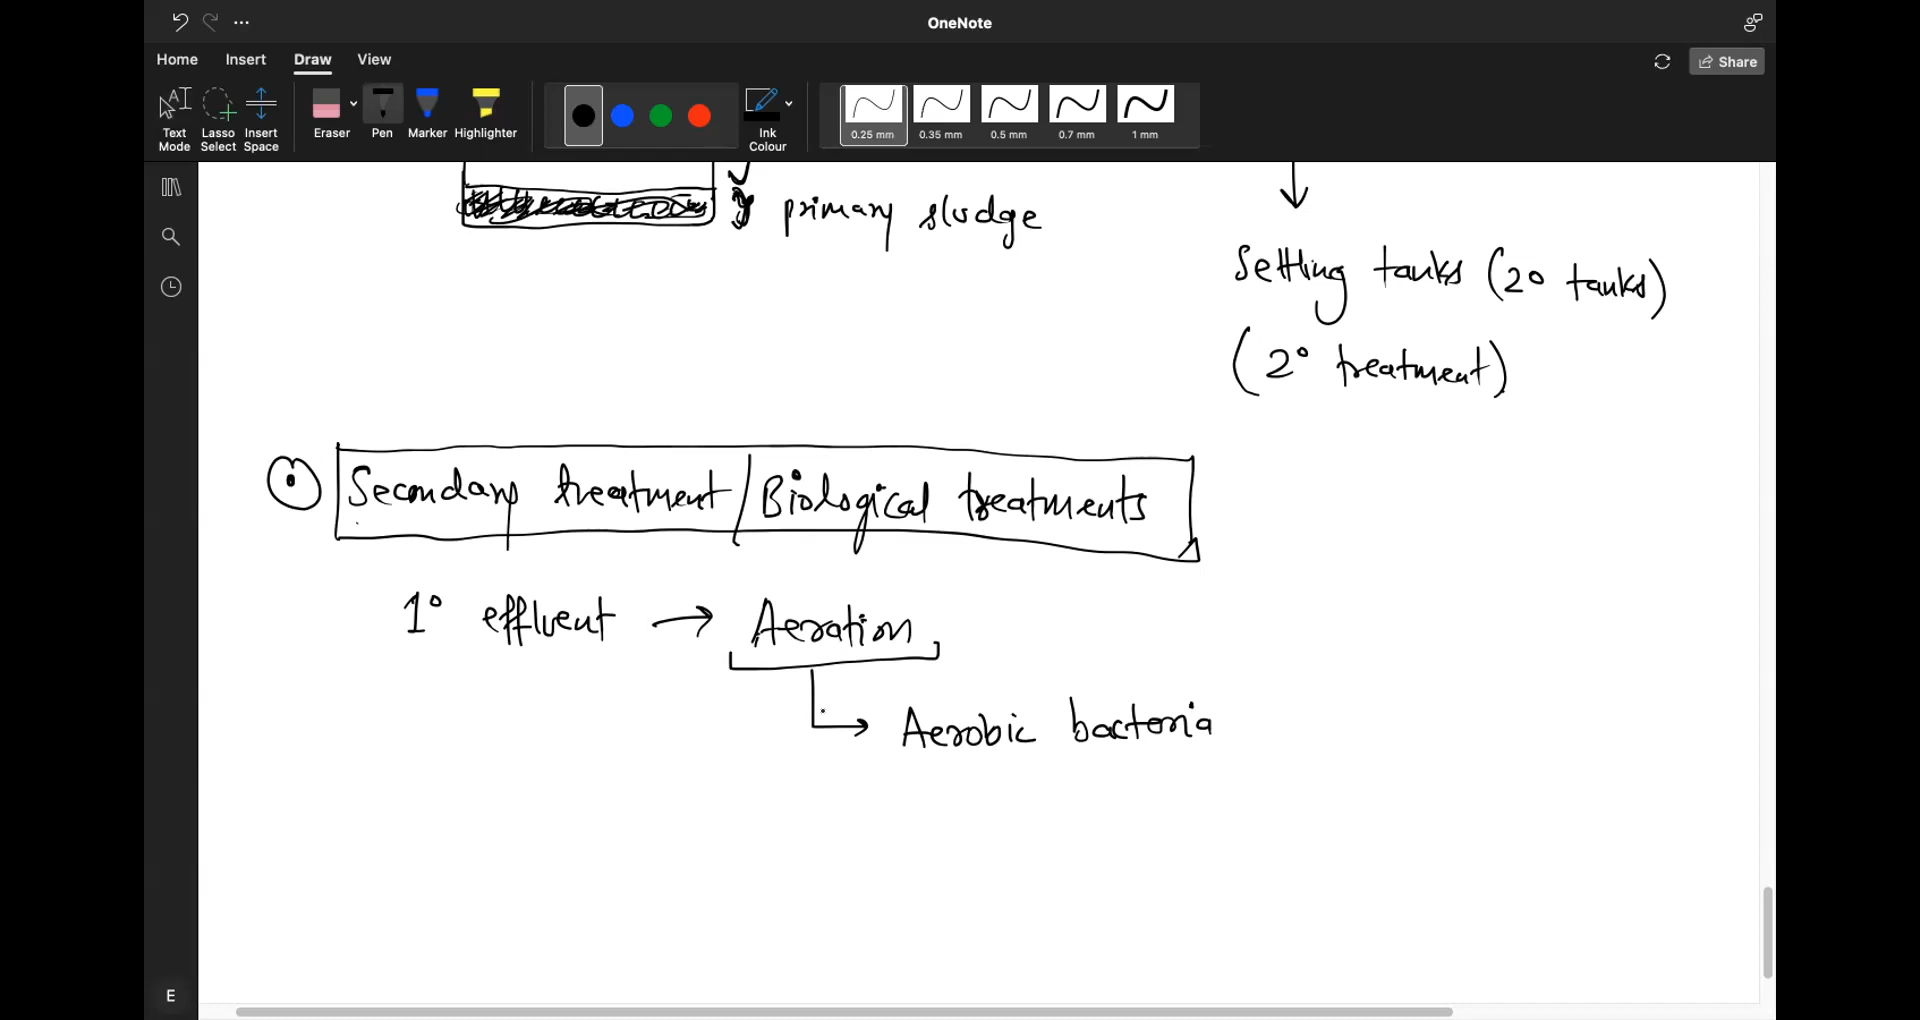 OneNote
Home Insert Draw View
Share
Text Mode
Lasso Select
Insert Space
Eraser
Pen
Marker
Highlighter
Ink Colour
0.25 mm
0.35 mm
0.5 mm
0.7 mm
1 mm
primary sludge
Settling tanks (2° tanks)
(2° treatment)
Secondary treatment/Biological treatments
1° effluent → Aeration
Aerobic bacteria
E